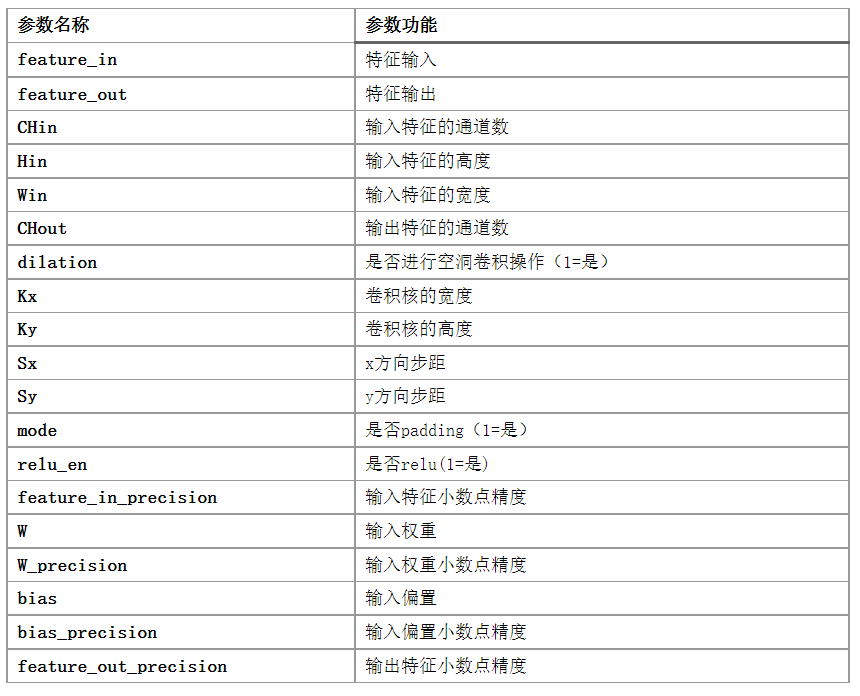 参数名称 参数功能
feature_in 特征输入
feature_out 特征输出
CHin 输入特征的通道数
Hin 输入特征的高度
Win 输入特征的宽度
CHout 输出特征的通道数
dilation 是否进行空洞卷积操作（1=是）
Kx 卷积核的宽度
Ky 卷积核的高度
Sx x方向步距
Sy y方向步距
mode 是否padding（1=是）
relu_en 是否relu(1=是)
feature_in_precision 输入特征小数点精度
W 输入权重
W_precision 输入权重小数点精度
bias 输入偏置
bias_precision 输入偏置小数点精度
feature_out_precision 输出特征小数点精度